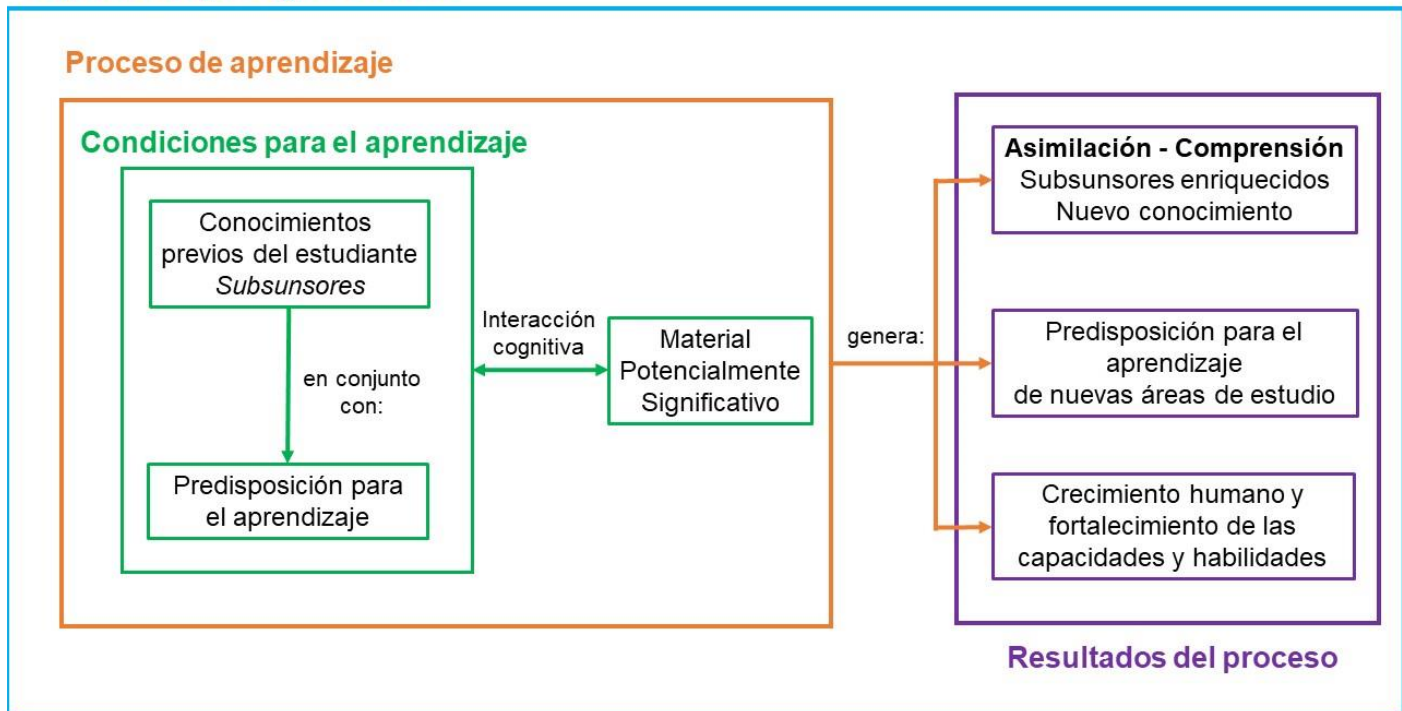 Proceso de aprendizaje
Condiciones para el aprendizaje
Conocimientos
previos del estudiante
Subsunsores
en conjunto
con:
Predisposición para
el aprendizaje
Interacción
cognitiva
Material
Potencialmente
Significativo
genera:
Asimilación - Comprensión
Subsunsores enriquecidos
Nuevo conocimiento
Predisposición para el
aprendizaje
de nuevas áreas de estudio
Crecimiento humano y
fortalecimiento de las
capacidades y habilidades
Resultados del proceso